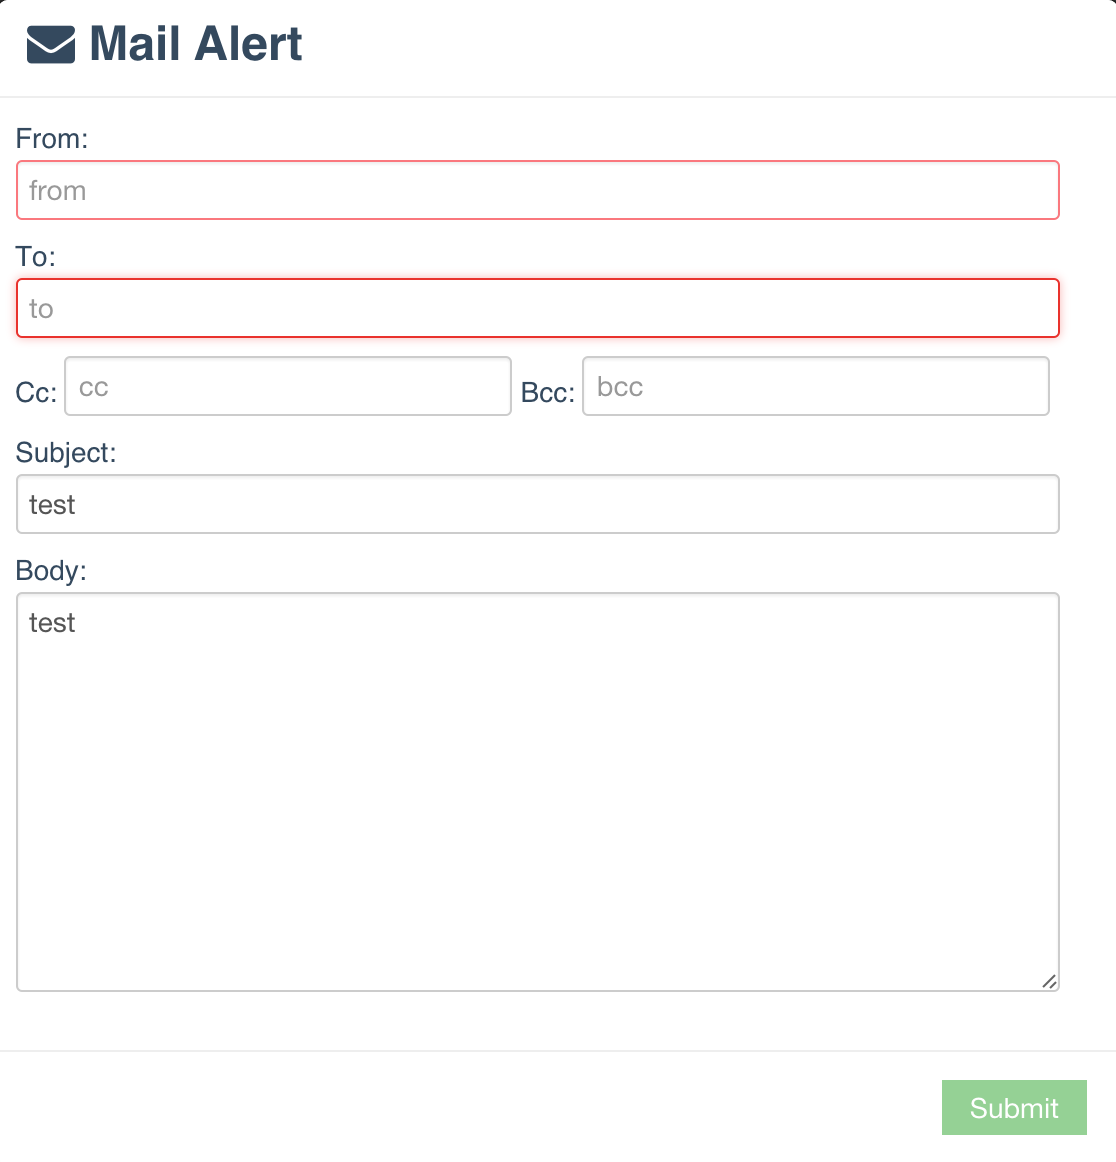 Mail Alert
From:
from
To:
to
Cc: cc Bcc: bcc
Subject:
test
Body:
test
Submit